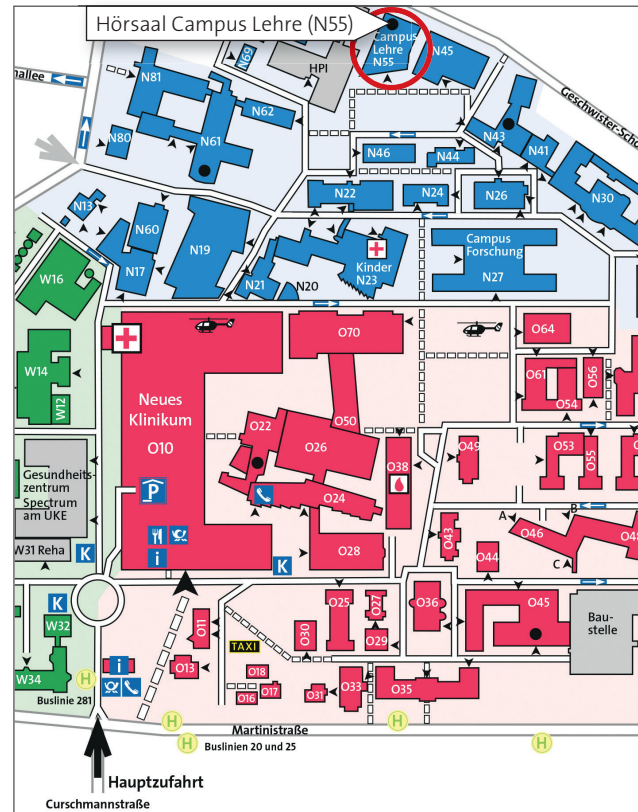 Hörsaal Campus Lehre (N55)
Campus
Lehre
N55
HPI
N69
N45
N81
N62
N80
N61
N46
N44
N43
N41
Geschwister-Scho
allee
N30
N22
N24
N26
N13
N60
N17
N19
N21
N20
Kinder
N23
Campus
Forschung
N27
W16
W14
W12
O70
O64
O61
O56
O54
Neues
Klinikum
O10
O50
O22
O26
O38
O49
O53
O55
O24
O28
O43
O44
A
B
O46
C
O48
Gesundheits-
zentrum
Spectrum
am UKE
W31 Reha
P
i
K
K
K
W32
W34
O11
O13
i
TAXI
O18
O17
O16
O30
O31
O25
O27
O29
O33
O35
O36
O45
Bau-
stelle
H
Buslinie 281
H
H
H
H
Martinistraße
Buslinien 20 und 25
Hauptzufahrt
Curschmannstraße